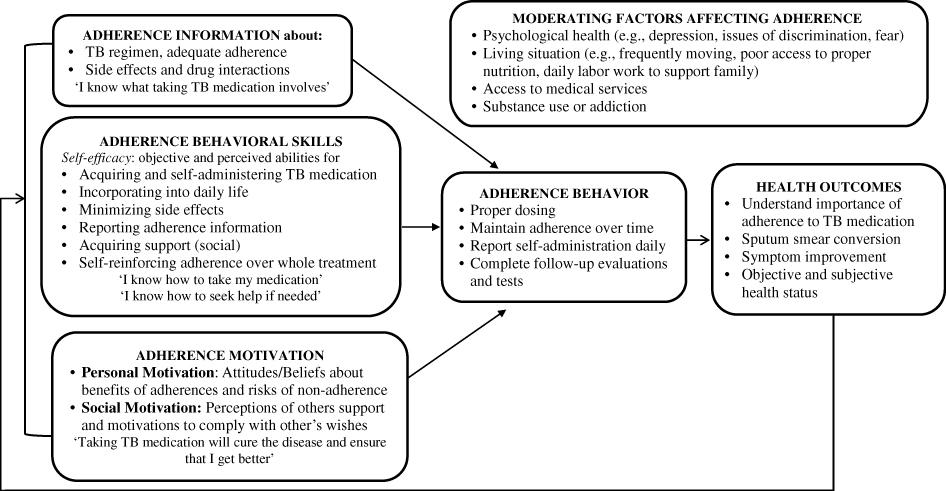 ADHERENCE INFORMATION about:
• TB regimen, adequate adherence
• Side effects and drug interactions
‘I know what taking TB medication involves’
MODERATING FACTORS AFFECTING ADHERENCE
• Psychological health (e.g., depression, issues of discrimination, fear)
• Living situation (e.g., frequently moving, poor access to proper
nutrition, daily labor work to support family)
• Access to medical services
• Substance use or addiction
ADHERENCE BEHAVIORAL SKILLS
Self-efficacy: objective and perceived abilities for
• Acquiring and self-administering TB medication
• Incorporating into daily life
• Minimizing side effects
• Reporting adherence information
• Acquiring support (social)
• Self-reinforcing adherence over whole treatment
‘I know how to take my medication’
‘I know how to seek help if needed’
ADHERENCE BEHAVIOR
• Proper dosing
• Maintain adherence over time
• Report self-administration daily
• Complete follow-up evaluations
and tests
HEALTH OUTCOMES
• Understand importance of
adherence to TB medication
• Sputum smear conversion
• Symptom improvement
• Objective and subjective
health status
ADHERENCE MOTIVATION
• Personal Motivation: Attitudes/Beliefs about
benefits of adherences and risks of non-adherence
• Social Motivation: Perceptions of others support
and motivations to comply with other’s wishes
‘Taking TB medication will cure the disease and ensure
that I get better’